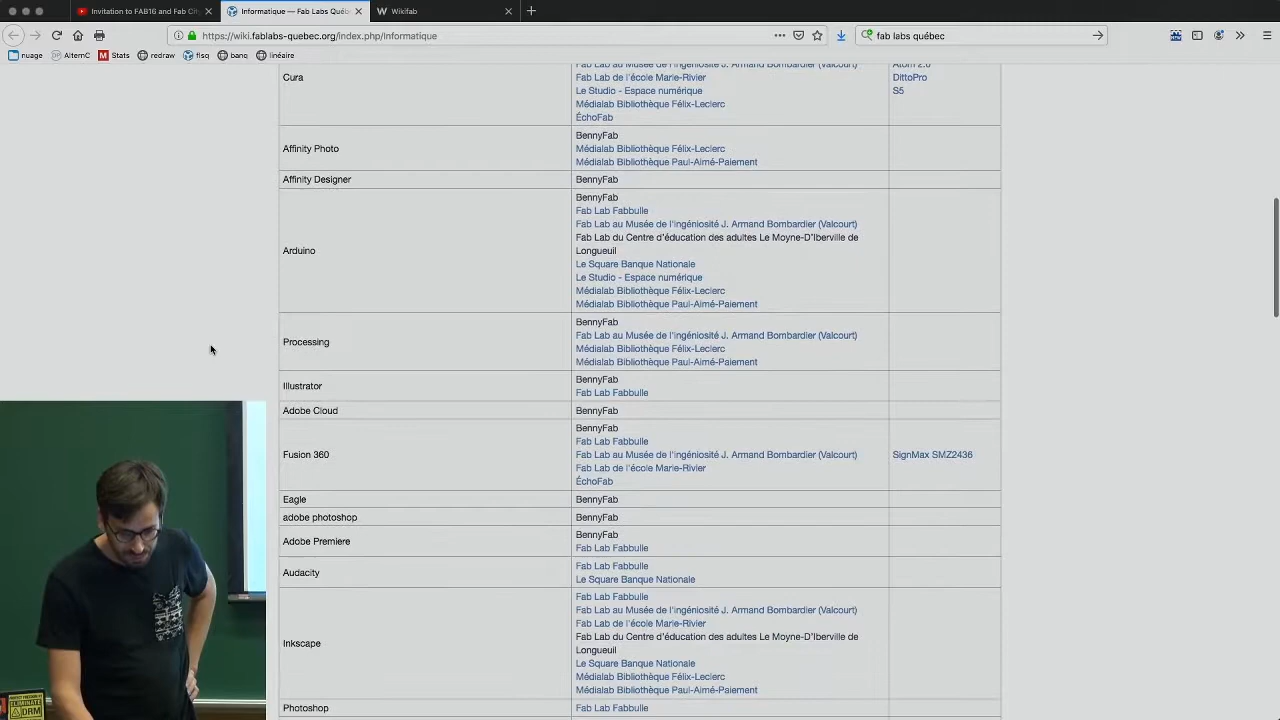 Invitation to FAB16 and Fab City
Informatique — Fab Labs Québ
Wikifab
https://wiki.fablabs-quebec.org/index.php/Informatique
fab labs québec
nuage
AlternC
Stats
redraw
flsq
banq
linéaire
Fab Lab au Musée de l'ingéniosité J. Armand Bombardier (Valcourt)
Atom 2.0
Cura
Fab Lab de l'école Marie-Rivier
DittoPro
Le Studio - Espace numérique
S5
Médialab Bibliothèque Félix-Leclerc
ÉchoFab
BennyFab
Affinity Photo
Médialab Bibliothèque Félix-Leclerc
Médialab Bibliothèque Paul-Aimé-Paiement
Affinity Designer
BennyFab
BennyFab
Fab Lab Fabbulle
Fab Lab au Musée de l'ingéniosité J. Armand Bombardier (Valcourt)
Fab Lab du Centre d'éducation des adultes Le Moyne-D'Iberville de
Arduino
Longueuil
Le Square Banque Nationale
Le Studio - Espace numérique
Médialab Bibliothèque Félix-Leclerc
Médialab Bibliothèque Paul-Aimé-Paiement
BennyFab
Fab Lab au Musée de l'ingéniosité J. Armand Bombardier (Valcourt)
Processing
Médialab Bibliothèque Félix-Leclerc
Médialab Bibliothèque Paul-Aimé-Paiement
Illustrator
BennyFab
Fab Lab Fabbulle
Adobe Cloud
BennyFab
BennyFab
Fab Lab Fabbulle
Fusion 360
Fab Lab au Musée de l'ingéniosité J. Armand Bombardier (Valcourt)
SignMax SMZ2436
Fab Lab de l'école Marie-Rivier
ÉchoFab
Eagle
BennyFab
adobe photoshop
BennyFab
Adobe Premiere
BennyFab
Fab Lab Fabbulle
Audacity
Fab Lab Fabbulle
Le Square Banque Nationale
Fab Lab Fabbulle
Fab Lab au Musée de l'ingéniosité J. Armand Bombardier (Valcourt)
Fab Lab de l'école Marie-Rivier
Fab Lab du Centre d'éducation des adultes Le Moyne-D'Iberville de
Inkscape
Longueuil
Le Square Banque Nationale
Médialab Bibliothèque Félix-Leclerc
Médialab Bibliothèque Paul-Aimé-Paiement
Photoshop
Fab Lab Fabbulle
ELIMINATE
DRM